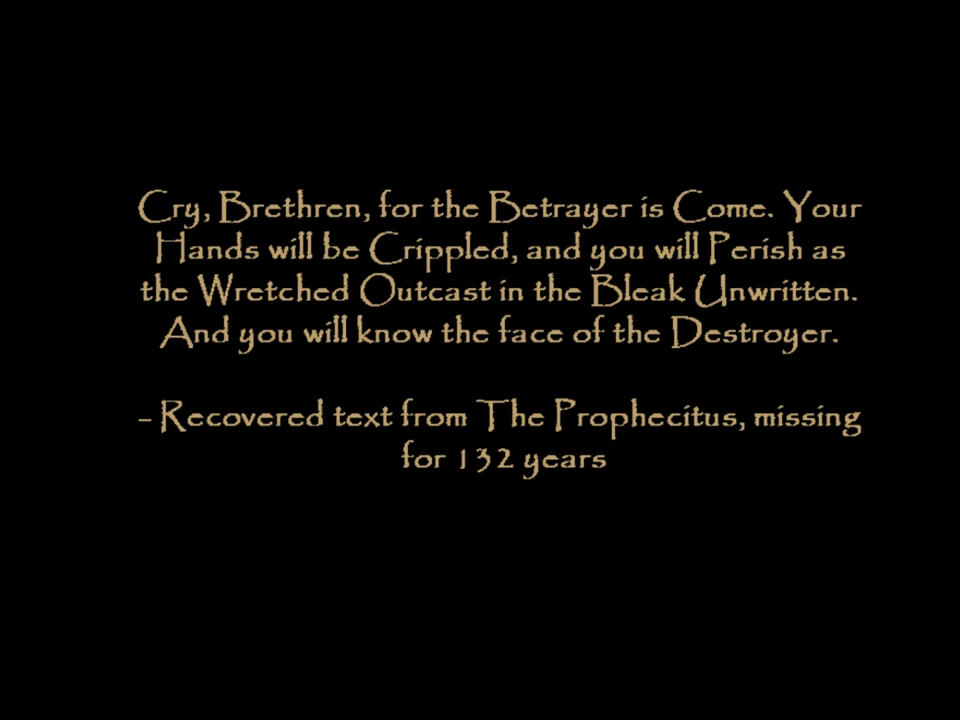 Cry, Brethren, for the Betrayer is Come. Your
Hands will be Crippled, and you will Perish as
the Wretched Outcast in the Bleak Unwritten.
And you will know the face of the Destroyer.
- Recovered text from The Prophecitus, missing
for 132 years